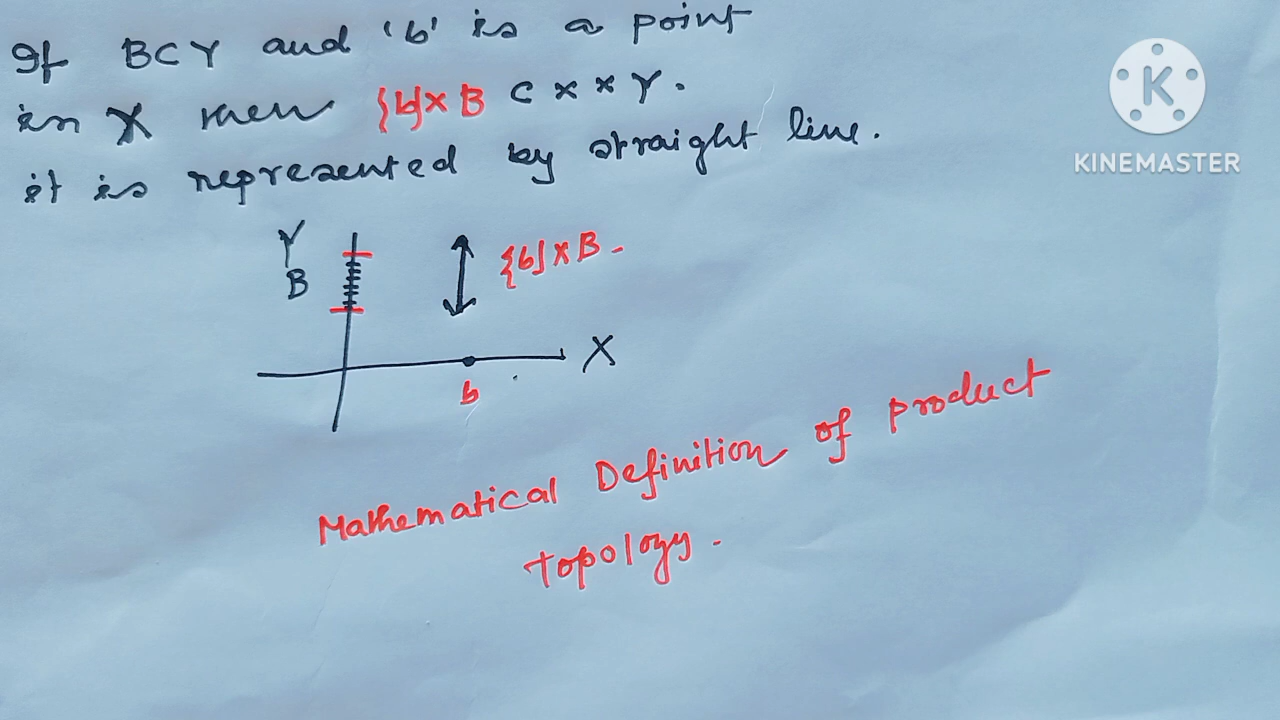 If B ⊂ Y and 'b' is a point
in X then {b} × B ⊂ X × Y.
it is represented by straight line.
Y
B
{b} × B -
X
b
Mathematical Definition of product
topology.
K
KINEMASTER